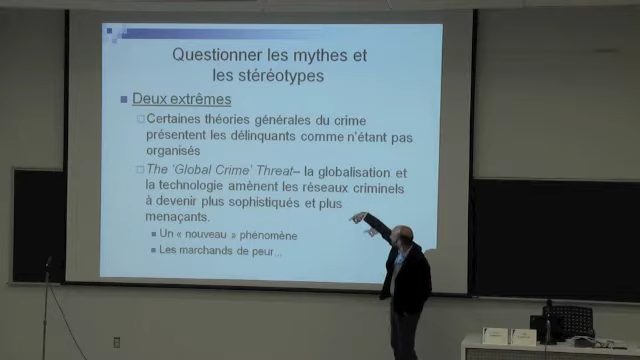 Questionner les mythes et
les stéréotypes
Deux extrêmes
Certaines théories générales du crime
présentent les délinquants comme n'étant pas
organisés
The 'Global Crime' Threat– la globalisation et
la technologie amènent les réseaux criminels
à devenir plus sophistiqués et plus
menaçants.
Un « nouveau » phénomène
Les marchands de peur...